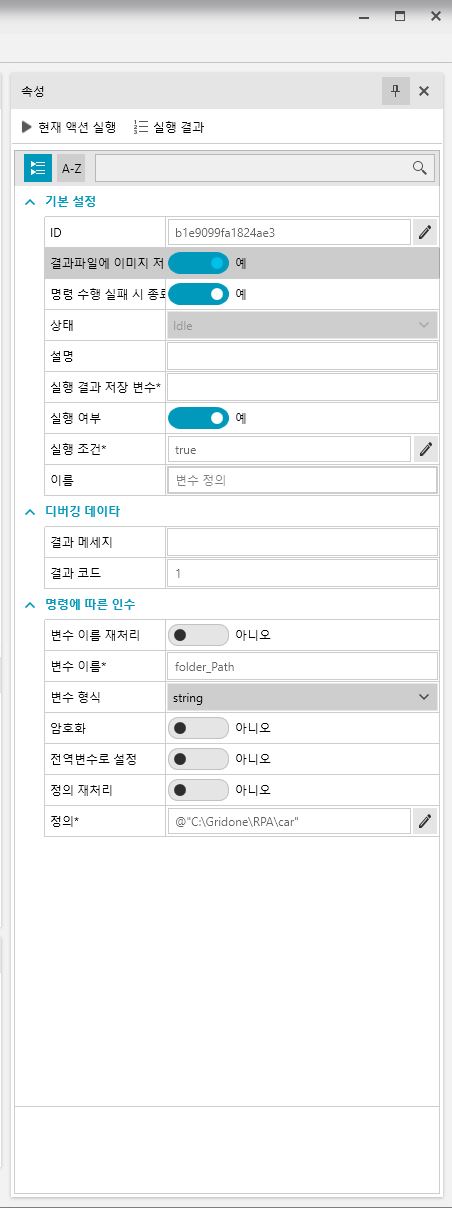 속성
현재 액션 실행 실행 결과
A-Z
기본 설정
ID b1e9099fa1824ae3
결과파일에 이미지 저 예
명령 수행 실패 시 종료 예
상태 Idle
설명
실행 결과 저장 변수*
실행 여부 예
실행 조건* true
이름 변수 정의
디버깅 데이타
결과 메세지
결과 코드 1
명령에 따른 인수
변수 이름 재처리 아니오
변수 이름* folder_Path
변수 형식 string
암호화 아니오
전역변수로 설정 아니오
정의 재처리 아니오
정의* @"C:\Gridone\RPA\car"